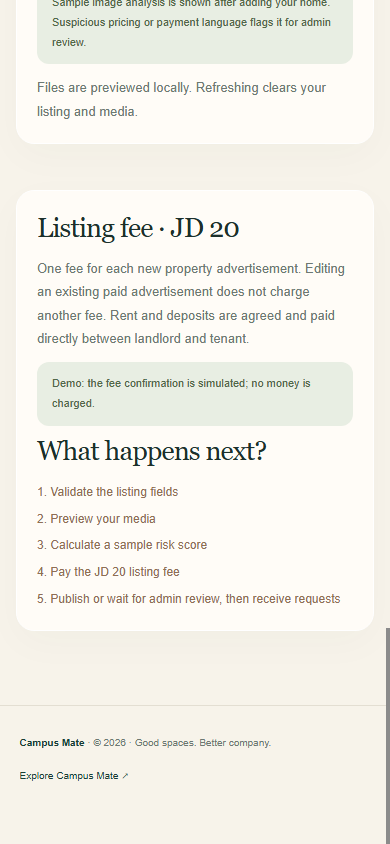 Sample image analysis is shown after adding your home.
Suspicious pricing or payment language flags it for admin
review.
Files are previewed locally. Refreshing clears your
listing and media.
Listing fee · JD 20
One fee for each new property advertisement. Editing
an existing paid advertisement does not charge
another fee. Rent and deposits are agreed and paid
directly between landlord and tenant.
Demo: the fee confirmation is simulated; no money is
charged.
What happens next?
1. Validate the listing fields
2. Preview your media
3. Calculate a sample risk score
4. Pay the JD 20 listing fee
5. Publish or wait for admin review, then receive requests
Campus Mate · © 2026 · Good spaces. Better company.
Explore Campus Mate ↗